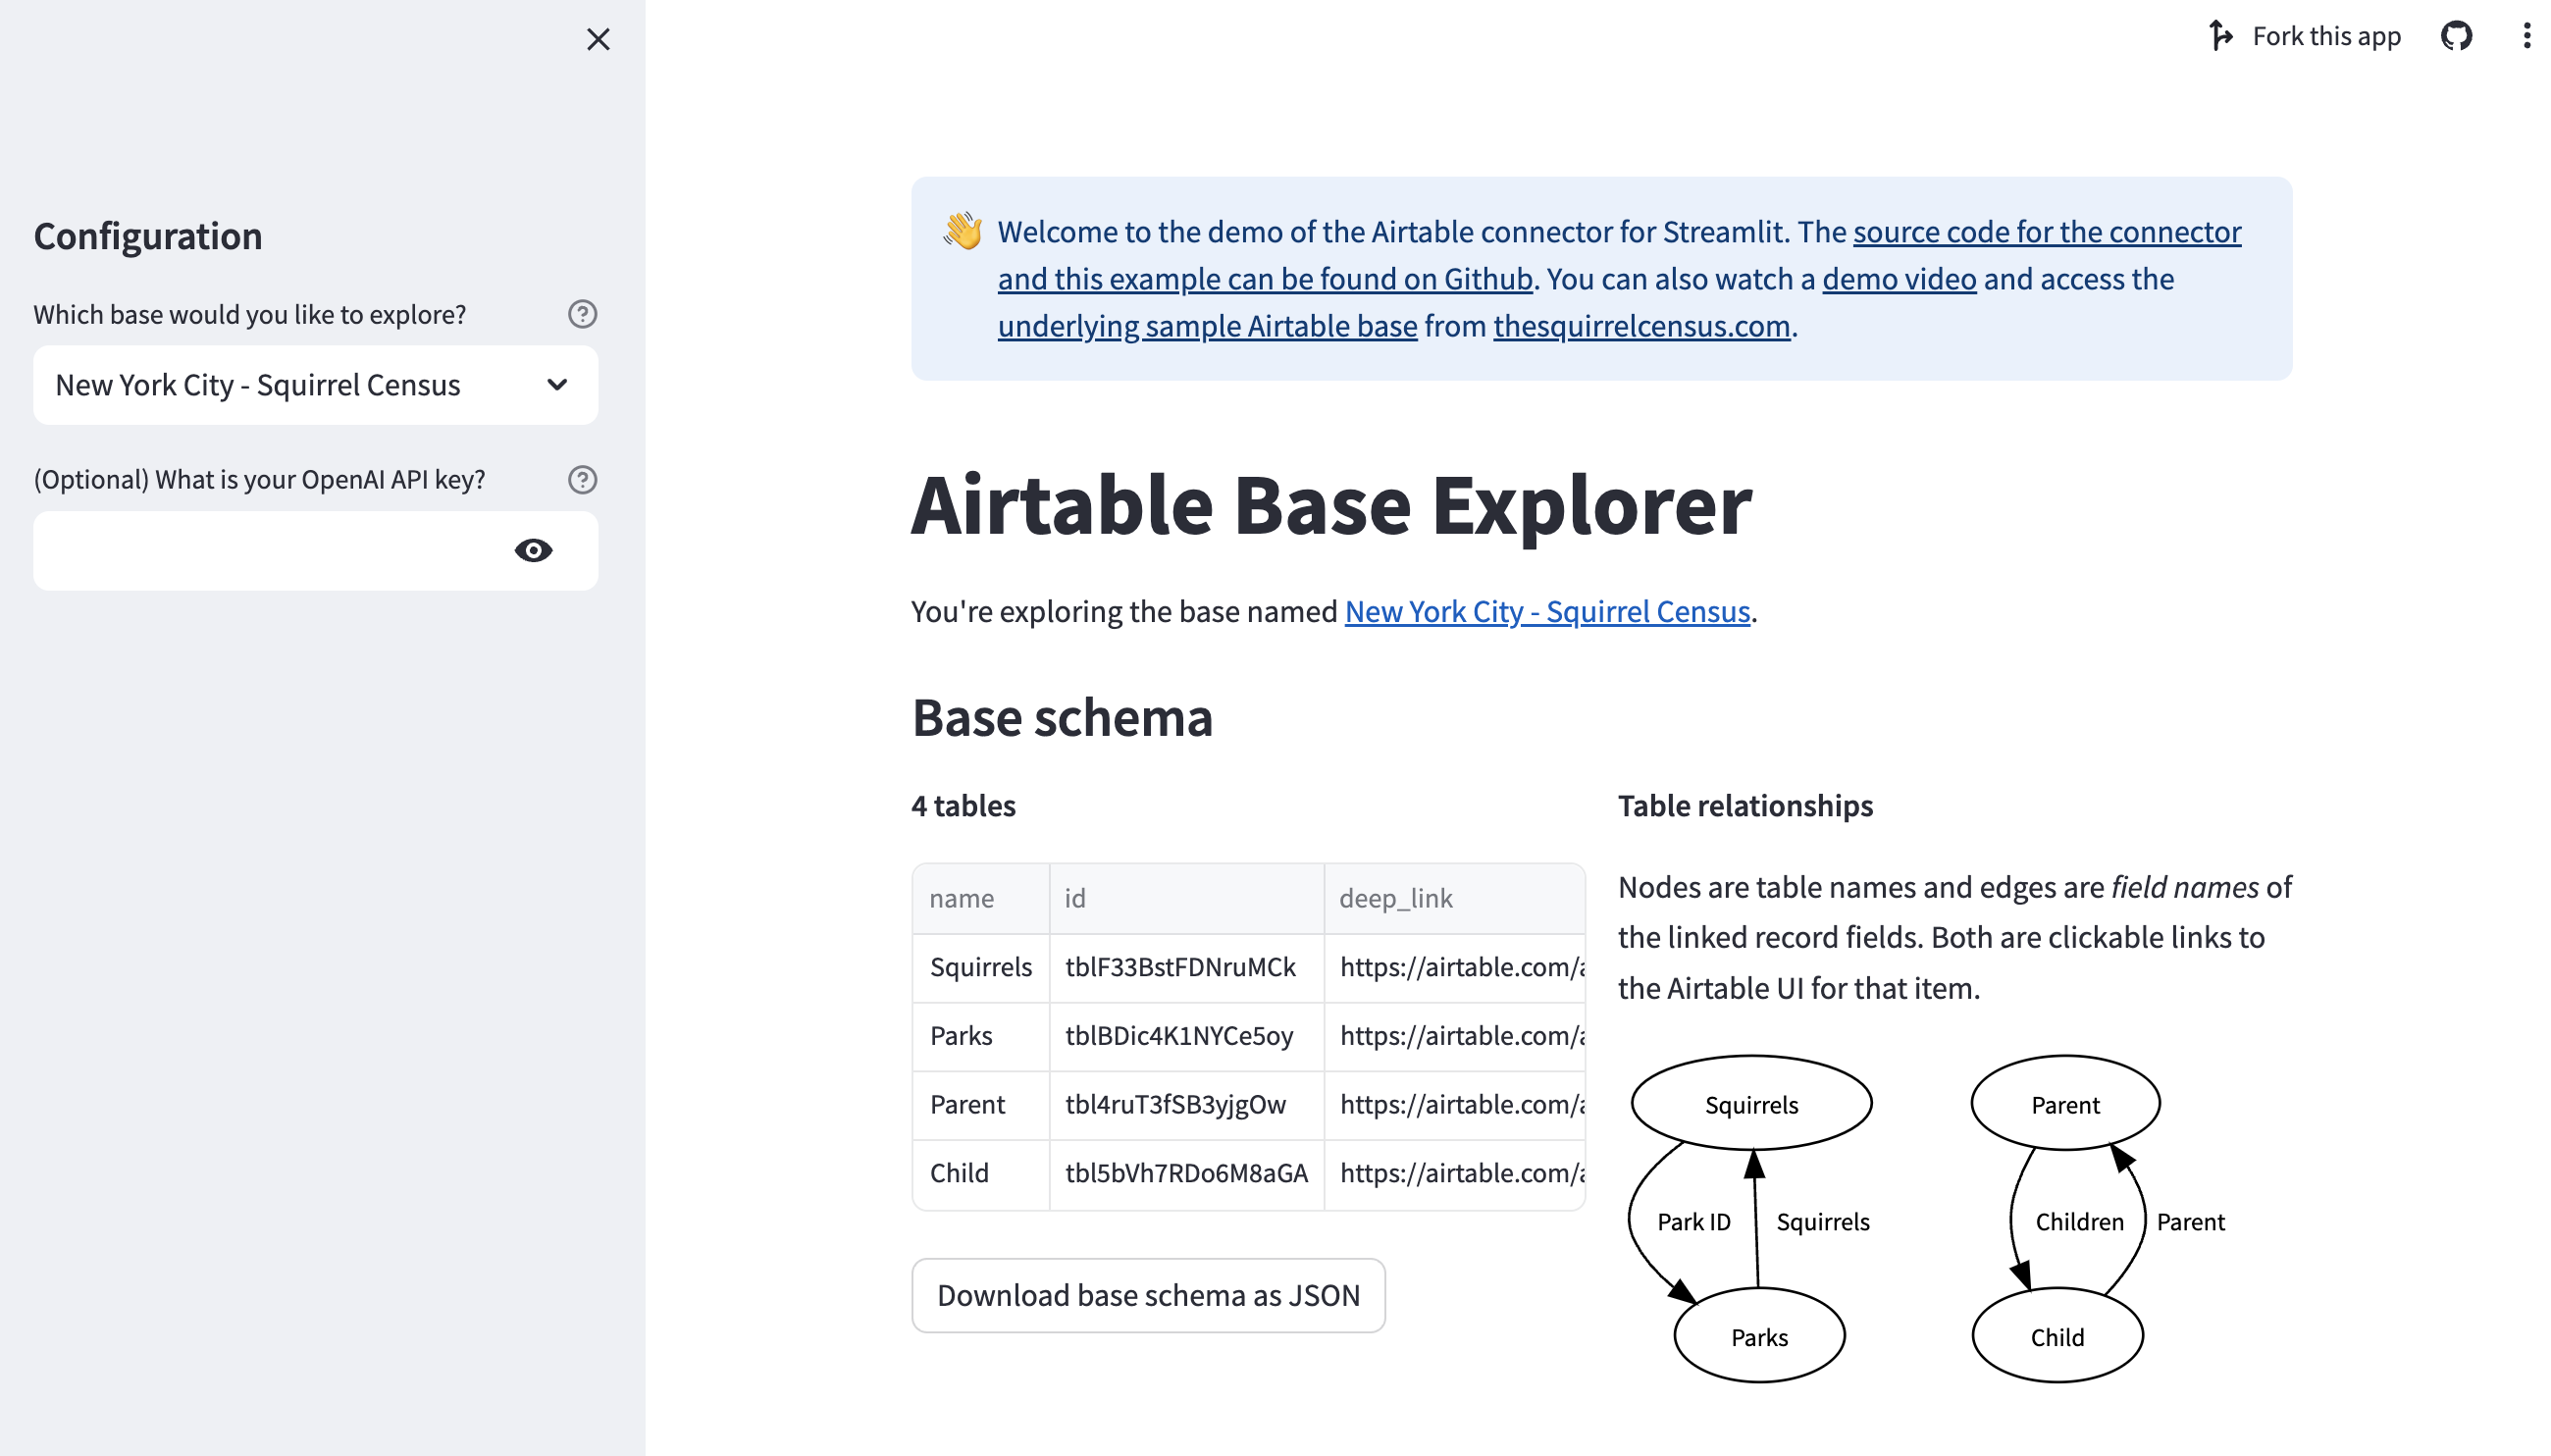 Fork this app
Configuration
Which base would you like to explore?
New York City - Squirrel Census
(Optional) What is your OpenAI API key?
👋 Welcome to the demo of the Airtable connector for Streamlit. The source code for the connector
and this example can be found on Github. You can also watch a demo video and access the
underlying sample Airtable base from thesquirrelcensus.com.
Airtable Base Explorer
You're exploring the base named New York City - Squirrel Census.
Base schema
4 tables
name id deep_link
Squirrels tblF33BstFDNruMCk https://airtable.com/a
Parks tblBDic4K1NYCe5oy https://airtable.com/a
Parent tbl4ruT3fSB3yjgOw https://airtable.com/a
Child tbl5bVh7RDo6M8aGA https://airtable.com/a
Download base schema as JSON
Table relationships
Nodes are table names and edges are field names of
the linked record fields. Both are clickable links to
the Airtable UI for that item.
Squirrels Parent
Park ID Squirrels Children Parent
Parks Child